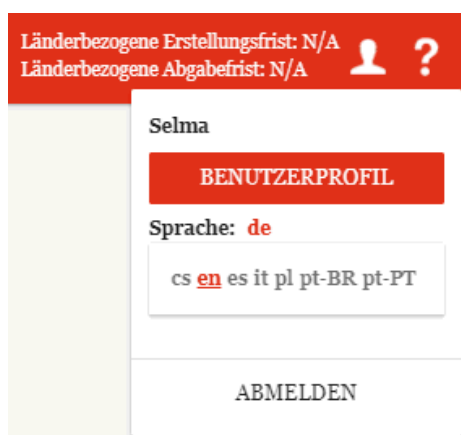 Länderbezogene Erstellungsfrist: N/A
Länderbezogene Abgabefrist: N/A
?
Selma
BENUTZERPROFIL
Sprache: de
cs en es it pl pt-BR pt-PT
ABMELDEN